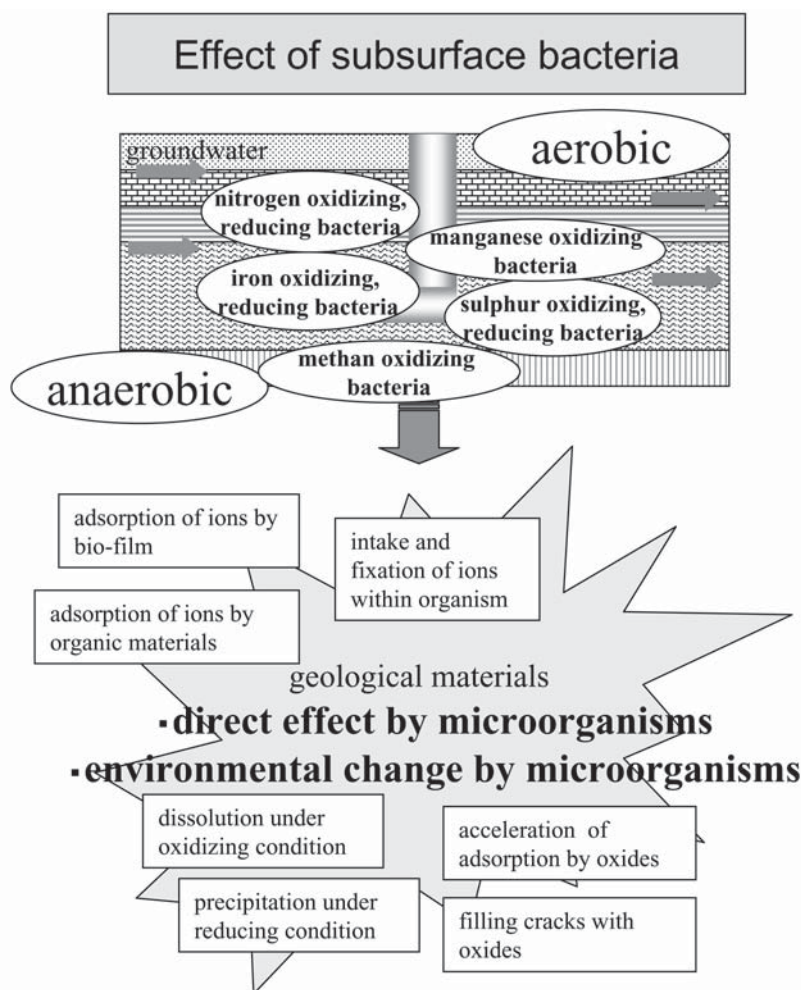 Effect of subsurface bacteria
groundwater
aerobic
nitrogen oxidizing,
reducing bacteria
manganese oxidizing
bacteria
iron oxidizing,
reducing bacteria
sulphur oxidizing,
reducing bacteria
methan oxidizing
bacteria
anaerobic
adsorption of ions by
bio-film
intake and
fixation of ions
within organism
adsorption of ions by
organic materials
geological materials
▪direct effect by microorganisms
▪environmental change by microorganisms
dissolution under
oxidizing condition
acceleration of
adsorption by oxides
precipitation under
reducing condition
filling cracks with
oxides